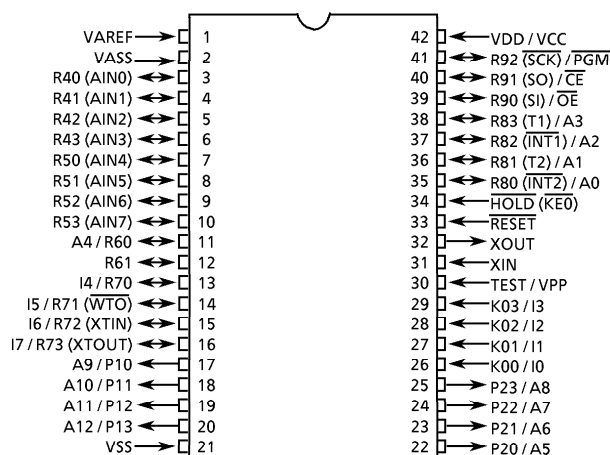 VAREF 1 42 VDD / VCC
VASS 2 41 R92 (SCK) / PGM
R40 (AIN0) 3 40 R91 (SO) / CE
R41 (AIN1) 4 39 R90 (SI) / OE
R42 (AIN2) 5 38 R83 (T1) / A3
R43 (AIN3) 6 37 R82 (INT1) / A2
R50 (AIN4) 7 36 R81 (T2) / A1
R51 (AIN5) 8 35 R80 (INT2) / A0
R52 (AIN6) 9 34 HOLD (KE0)
R53 (AIN7) 10 33 RESET
A4 / R60 11 32 XOUT
R61 12 31 XIN
I4 / R70 13 30 TEST / VPP
I5 / R71 (WTO) 14 29 K03 / I3
I6 / R72 (XTIN) 15 28 K02 / I2
I7 / R73 (XTOUT) 16 27 K01 / I1
A9 / P10 17 26 K00 / I0
A10 / P11 18 25 P23 / A8
A11 / P12 19 24 P22 / A7
A12 / P13 20 23 P21 / A6
VSS 21 22 P20 / A5